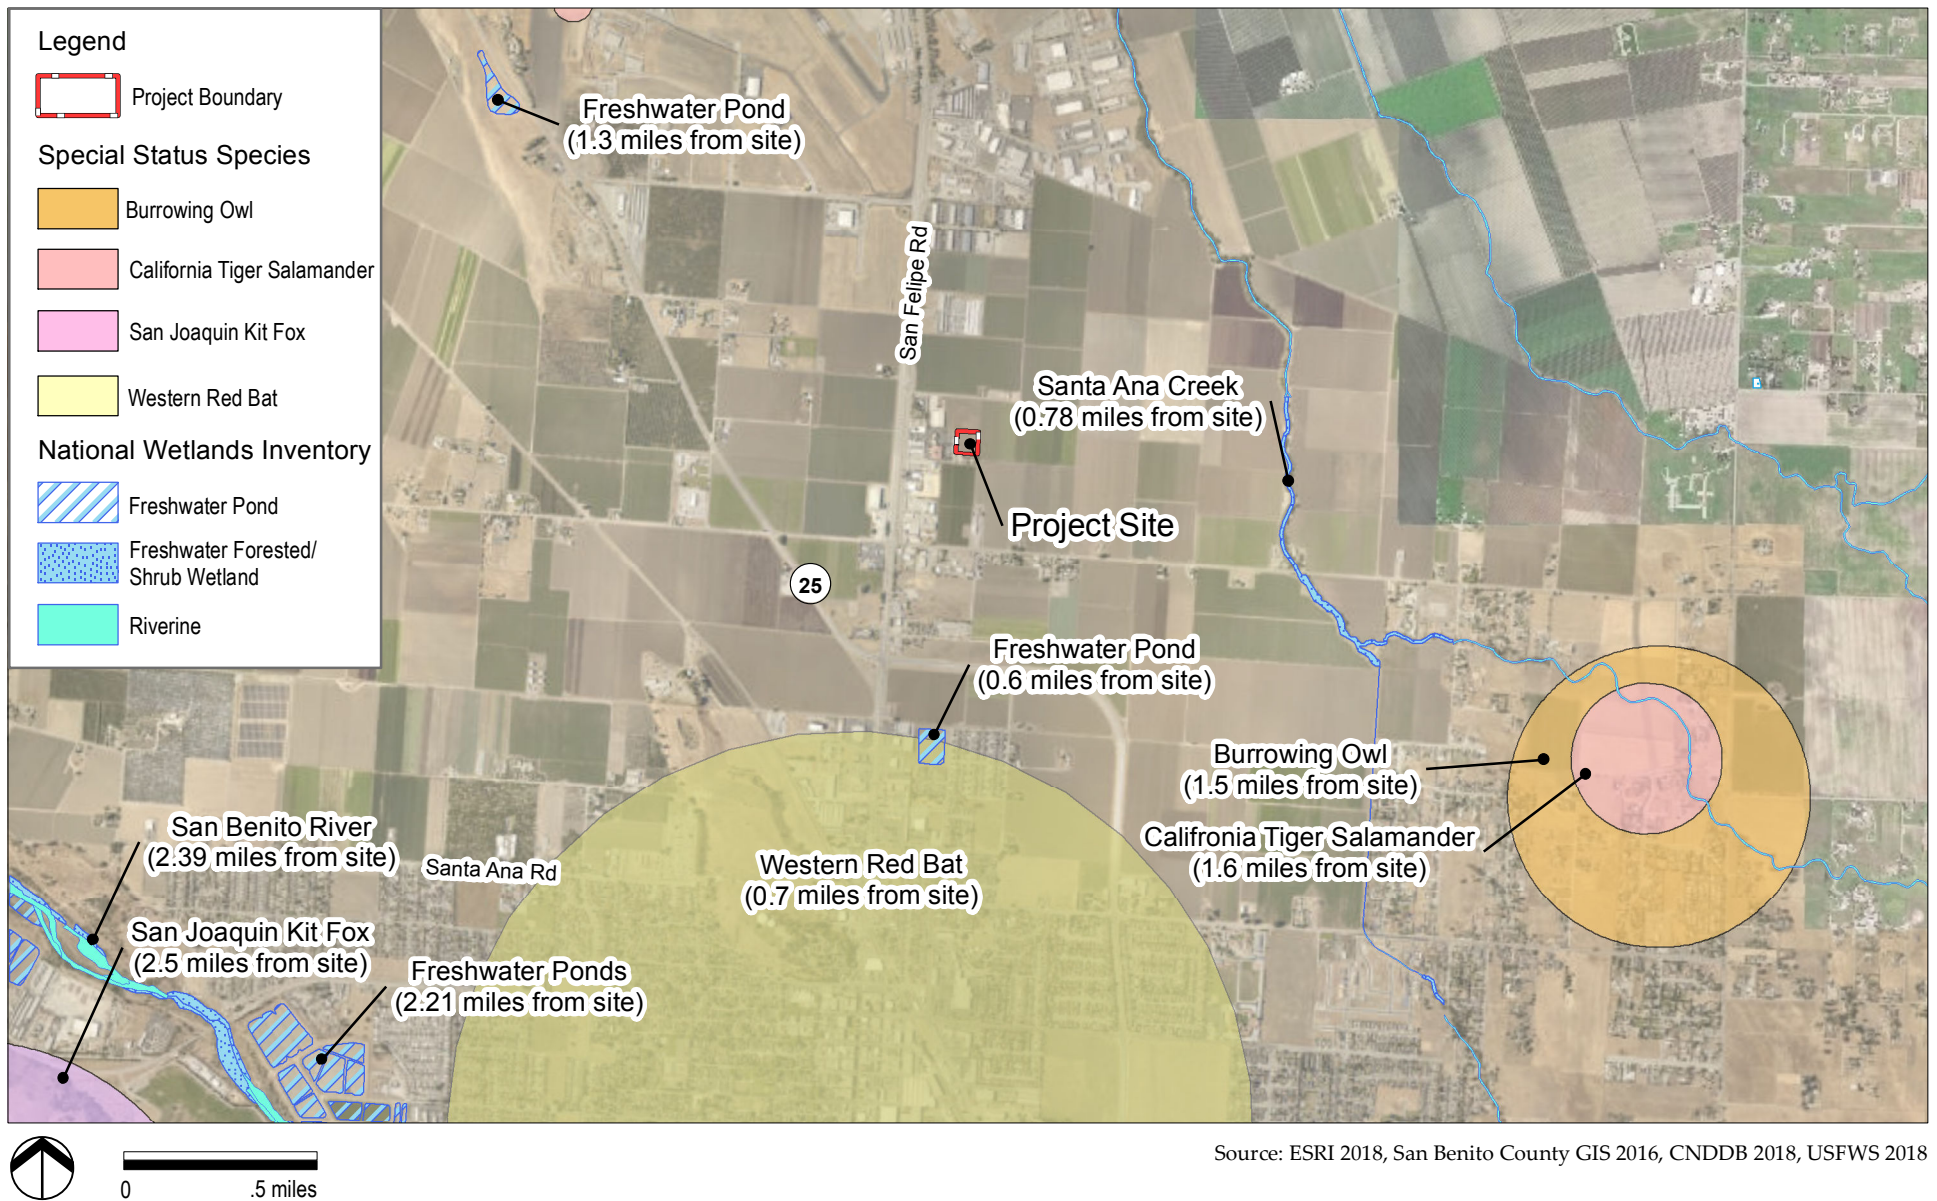 Legend
Project Boundary
Special Status Species
Burrowing Owl
California Tiger Salamander
San Joaquin Kit Fox
Western Red Bat
National Wetlands Inventory
Freshwater Pond
Freshwater Forested/
Shrub Wetland
Riverine
Freshwater Pond
(1.3 miles from site)
San Felipe Rd
Santa Ana Creek
(0.78 miles from site)
Project Site
25
Freshwater Pond
(0.6 miles from site)
Burrowing Owl
(1.5 miles from site)
Califronia Tiger Salamander
(1.6 miles from site)
Western Red Bat
(0.7 miles from site)
San Benito River
(2.39 miles from site)
Santa Ana Rd
San Joaquin Kit Fox
(2.5 miles from site)
Freshwater Ponds
(2.21 miles from site)
0 .5 miles
Source: ESRI 2018, San Benito County GIS 2016, CNDDB 2018, USFWS 2018